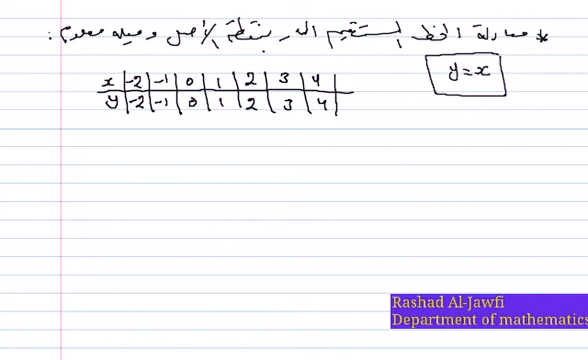 * معادلة الخط المستقيم المار بنقطة الأصل وميله معلوم :
y = x
x | -2 | -1 | 0 | 1 | 2 | 3 | 4 |
y | -2 | -1 | 0 | 1 | 2 | 3 | 4 |
Rashad Al-Jawfi
Department of mathematics